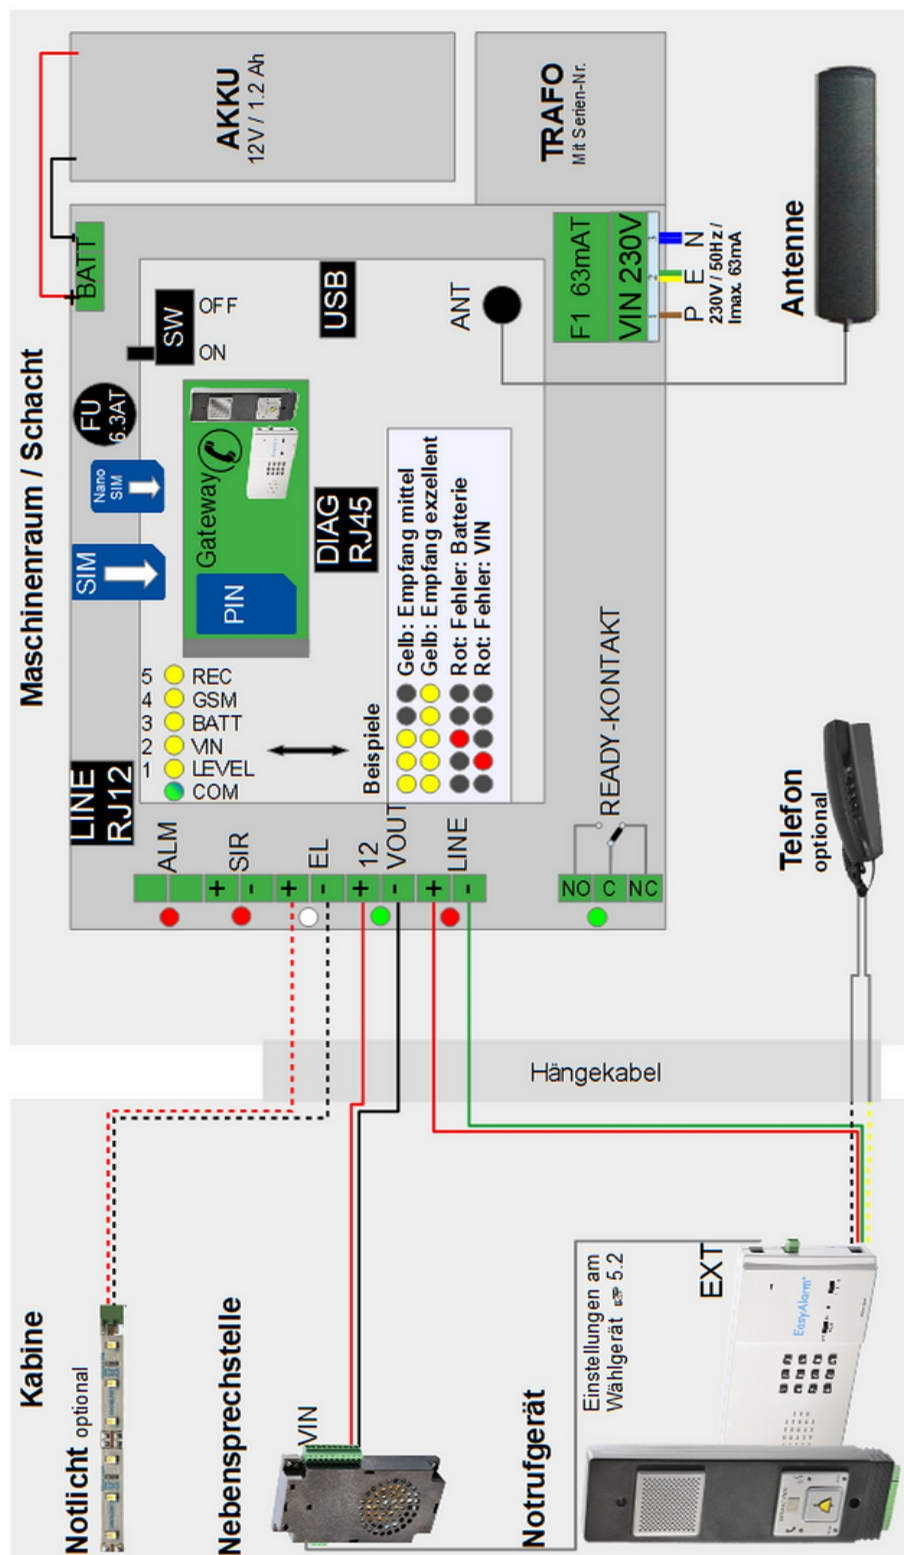 Maschinenraum / Schacht
AKKU
12V / 1.2 Ah
TRAFO
Mit Serien-Nr.
BATT
+
-
SW
OFF
ON
USB
ANT
F1 63mAT
VIN 230V
1
2
3
P
E
N
230V / 50Hz /
Imax. 63mA
Antenne
FU
6.3AT
Nano
SIM
SIM
Gateway
PIN
DIAG
RJ45
LINE
RJ12
5 REC
4 GSM
3 BATT
2 VIN
1 LEVEL
COM
Beispiele
Gelb: Empfang mittel
Gelb: Empfang exzellent
Rot: Fehler: Batterie
Rot: Fehler: VIN
ALM
+
-
SIR
+
-
EL
+
-
12
VOUT
+
-
LINE
NO
C
NC
READY-KONTAKT
Telefon
optional
Hängekabel
Kabine
Notlicht optional
Nebensprechstelle
VIN
Notrufgerät
Einstellungen am
Wählgerät ☞ 5.2
EXT
EasyAlarm